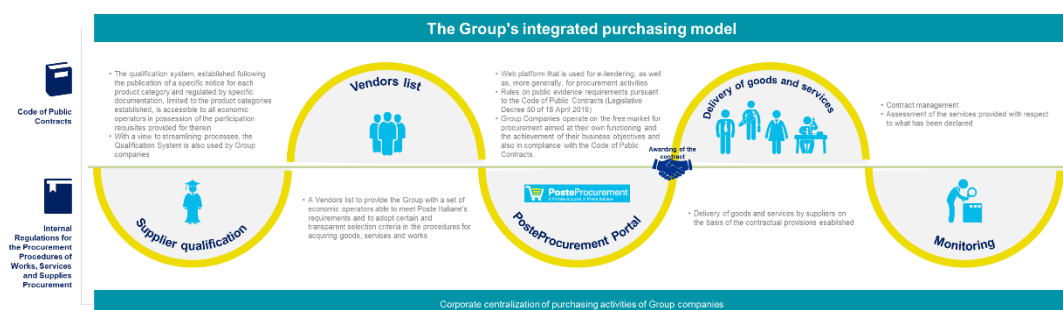 The Group's integrated purchasing model
Code of Public
Contracts
Internal
Regulations for
the Procurement
Procedures of
Works, Services
and Supplies
Procurement
• The qualification system, established following
the publication of a specific notice for each
product category and regulated by specific
documentation, limited to the product categories
established, is accessible to all economic
operators in possession of the participation
requisites provided for therein
• With a view to streamlining processes, the
Qualification System is also used by Group
companies
Supplier qualification
Vendors list
• A Vendors list to provide the Group with a set of
economic operators able to meet Poste Italiane's
requirements and to adopt certain and
transparent selection criteria in the procedures for
acquiring goods, services and works
• Web platform that is used for e-tendering, as well
as, more generally, for procurement activities
• Rules on public evidence requirements pursuant
to the Code of Public Contracts (Legislative
Decree 50 of 18 April 2016)
• Group Companies operate on the free market for
procurement aimed at their own functioning and
the achievement of their business objectives and
also in compliance with the Code of Public
Contracts
PosteProcurement
Il Portale Acquisti di Poste Italiane
PosteProcurement Portal
Awarding of the
contract
Delivery of goods and services
• Delivery of goods and services by suppliers on
the basis of the contractual provisions established
• Contract management
• Assessment of the services provided with respect
to what has been declared
Monitoring
Corporate centralization of purchasing activities of Group companies